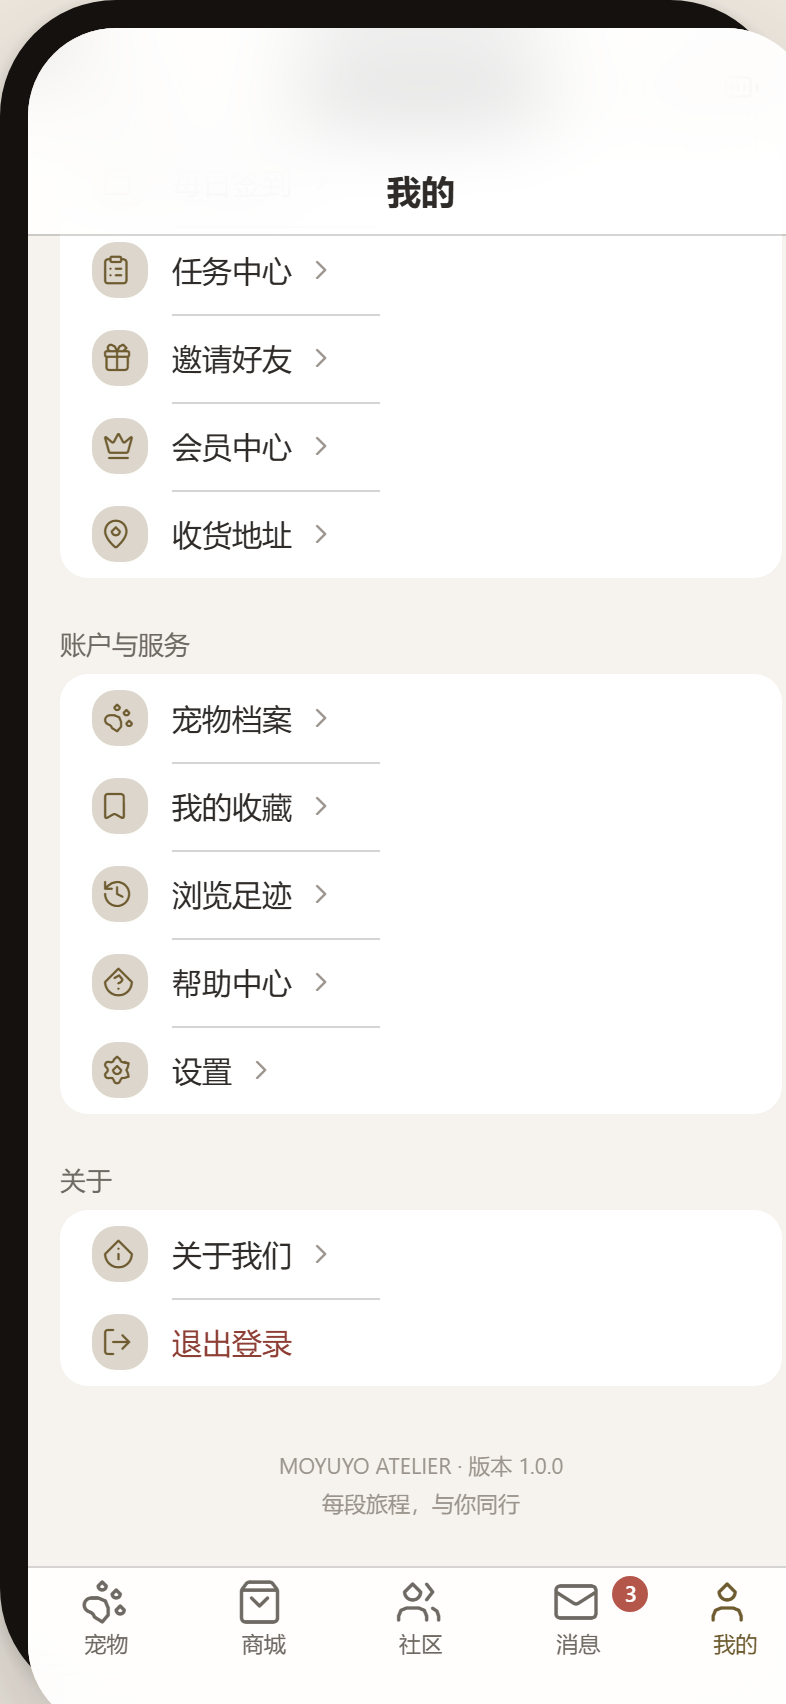 我的
任务中心
邀请好友
会员中心
收货地址
账户与服务
宠物档案
我的收藏
浏览足迹
帮助中心
设置
关于
关于我们
退出登录
MOYUYO ATELIER · 版本 1.0.0
每段旅程，与你同行
3
宠物 商城 社区 消息 我的